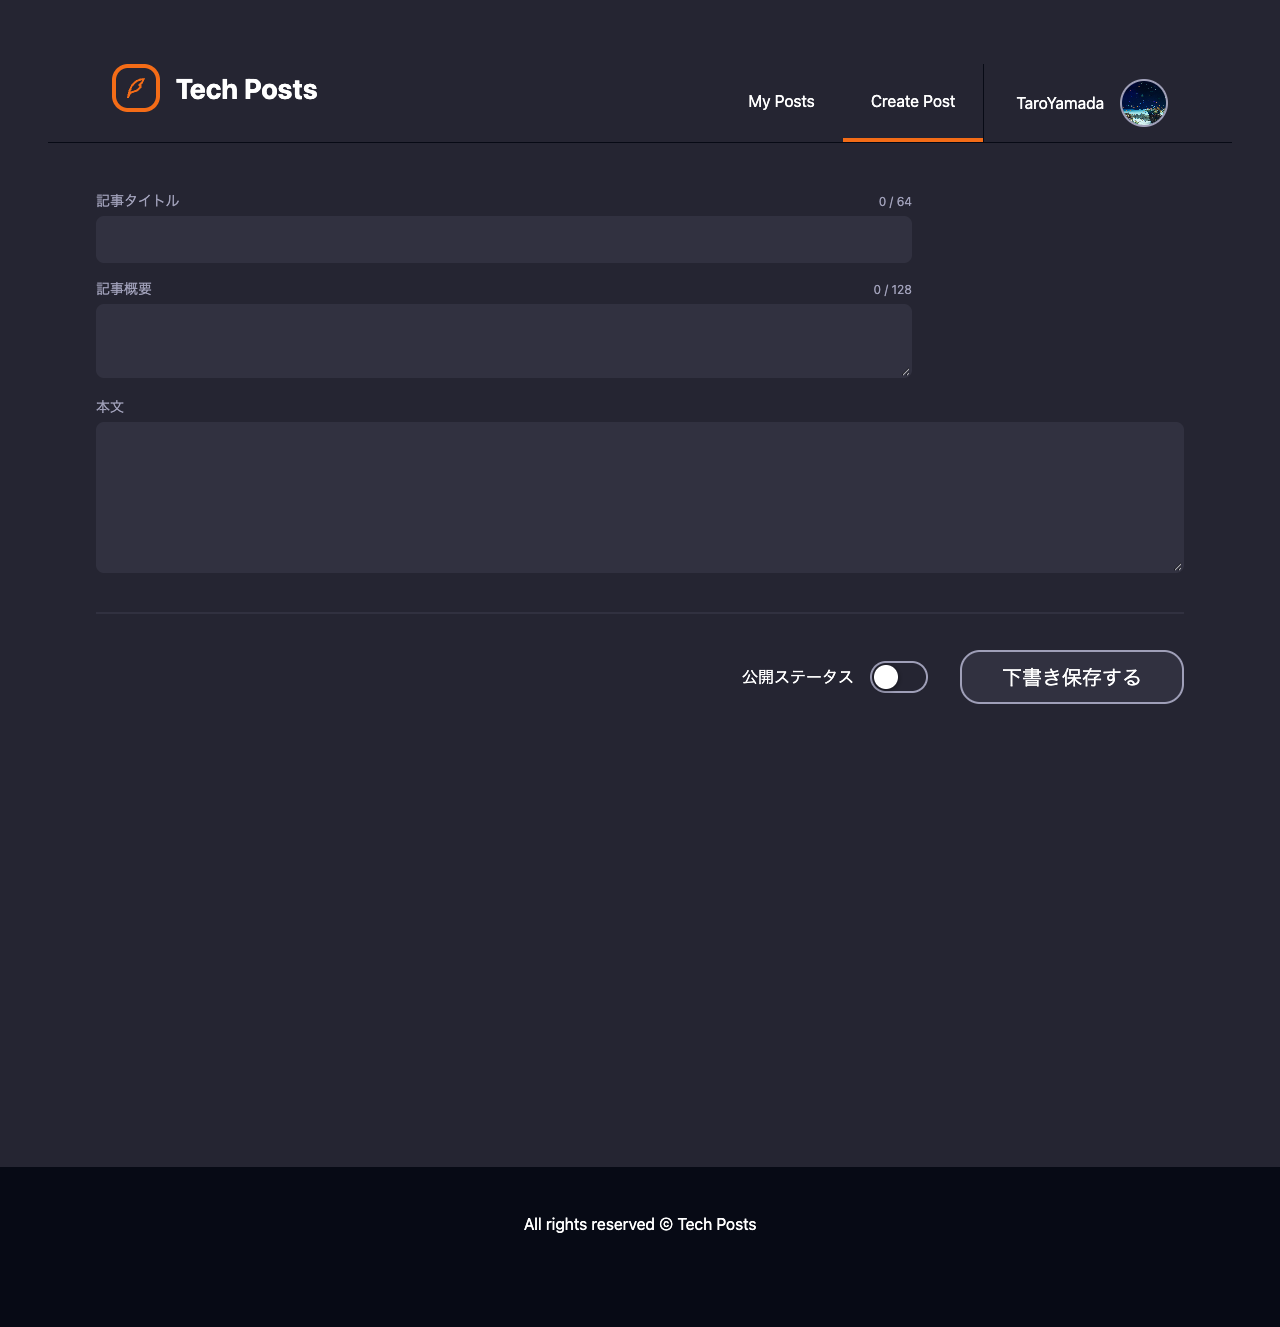 Tech Posts
My Posts
Create Post
TaroYamada
記事タイトル
0 / 64
記事概要
0 / 128
本文
公開ステータス
下書き保存する
All rights reserved © Tech Posts